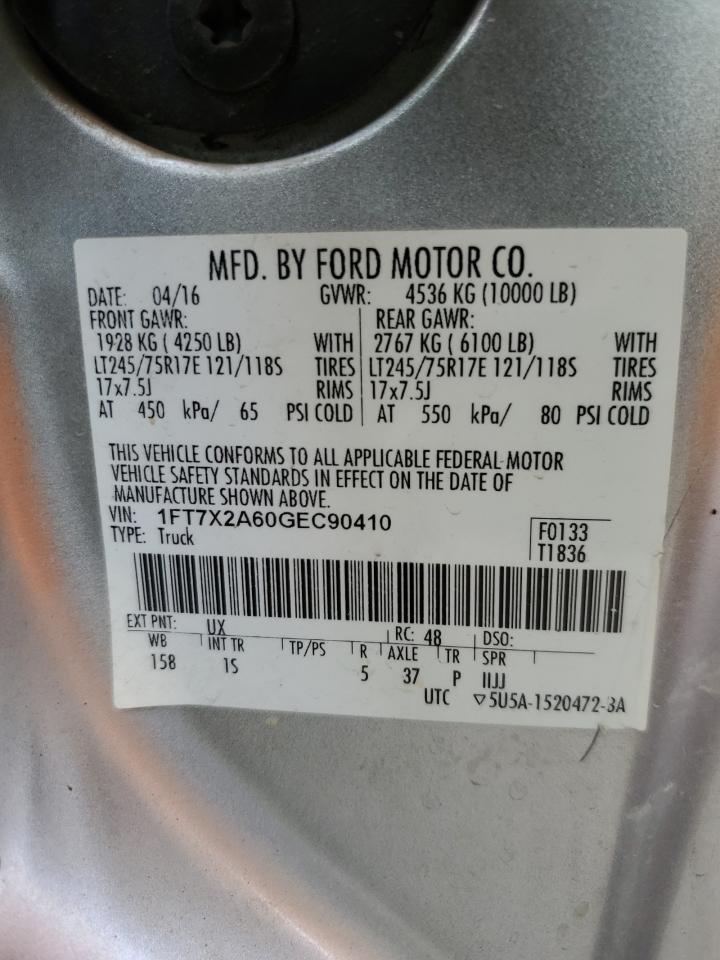 MFD. BY FORD MOTOR CO.
DATE: 04/16 GVWR: 4536 KG (10000 LB)
FRONT GAWR: REAR GAWR:
1928 KG ( 4250 LB) WITH 2767 KG ( 6100 LB) WITH
LT245/75R17E 121/118S TIRES LT245/75R17E 121/118S TIRES
17x7.5J RIMS 17x7.5J RIMS
AT 450 kPa/ 65 PSI COLD AT 550 kPa/ 80 PSI COLD
THIS VEHICLE CONFORMS TO ALL APPLICABLE FEDERAL MOTOR
VEHICLE SAFETY STANDARDS IN EFFECT ON THE DATE OF
MANUFACTURE SHOWN ABOVE.
VIN: 1FT7X2A60GEC90410
TYPE: Truck
F0133
T1836
EXT PNT: UX RC: 48 DSO:
WB INT TR TP/PS R AXLE TR SPR
158 1S 5 37 P IIJJ
UTC ▽5U5A-1520472-BA